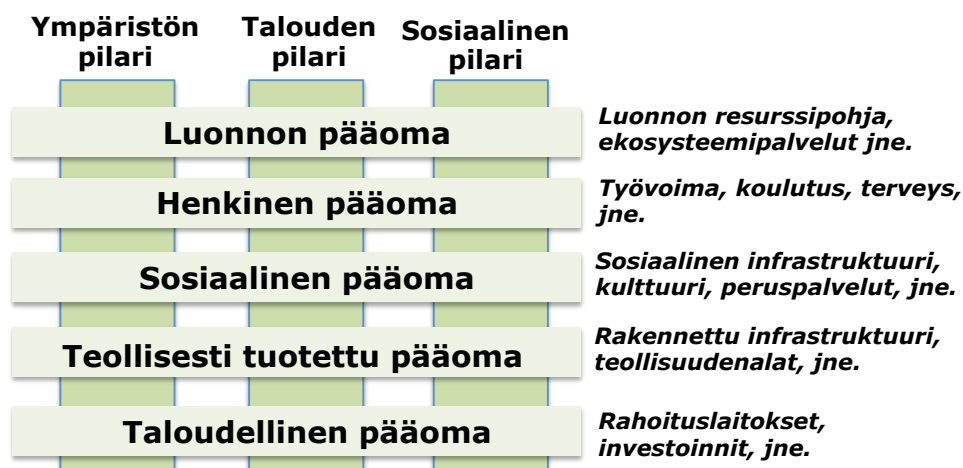 Ympäristön
pilari
Talouden
pilari
Sosiaalinen
pilari
Luonnon pääoma
Luonnon resurssipohja,
ekosysteemipalvelut jne.
Henkinen pääoma
Työvoima, koulutus, terveys,
jne.
Sosiaalinen pääoma
Sosiaalinen infrastruktuuri,
kulttuuri, peruspalvelut, jne.
Teollisesti tuotettu pääoma
Rakennettu infrastruktuuri,
teollisuudenalat, jne.
Taloudellinen pääoma
Rahoituslaitokset,
investoinnit, jne.